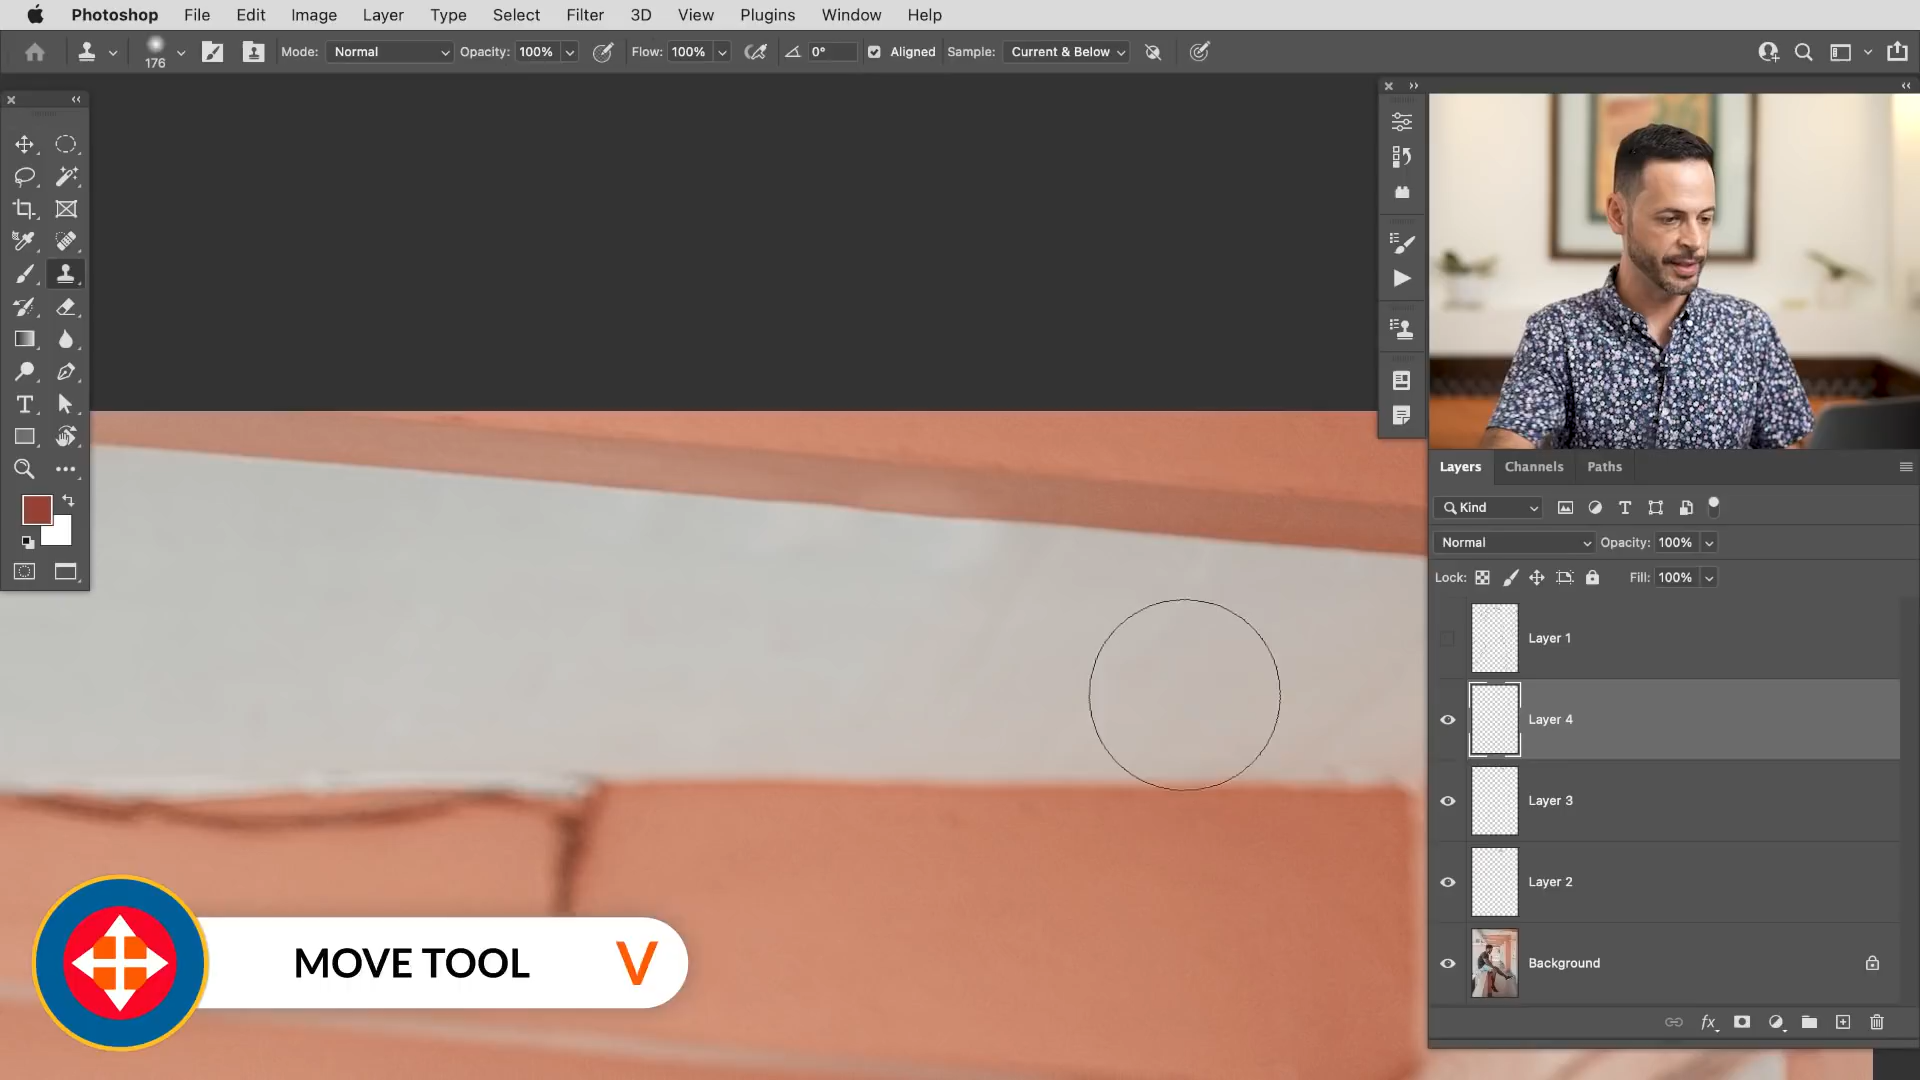 Photoshop File Edit Image Layer Type Select Filter 3D View Plugins Window Help
176 Mode: Normal Opacity: 100% Flow: 100% 0° Aligned Sample: Current & Below
Layers Channels Paths
Kind
Normal Opacity: 100%
Lock: Fill: 100%
Layer 1
Layer 4
Layer 3
Layer 2
Background
fx
MOVE TOOL V